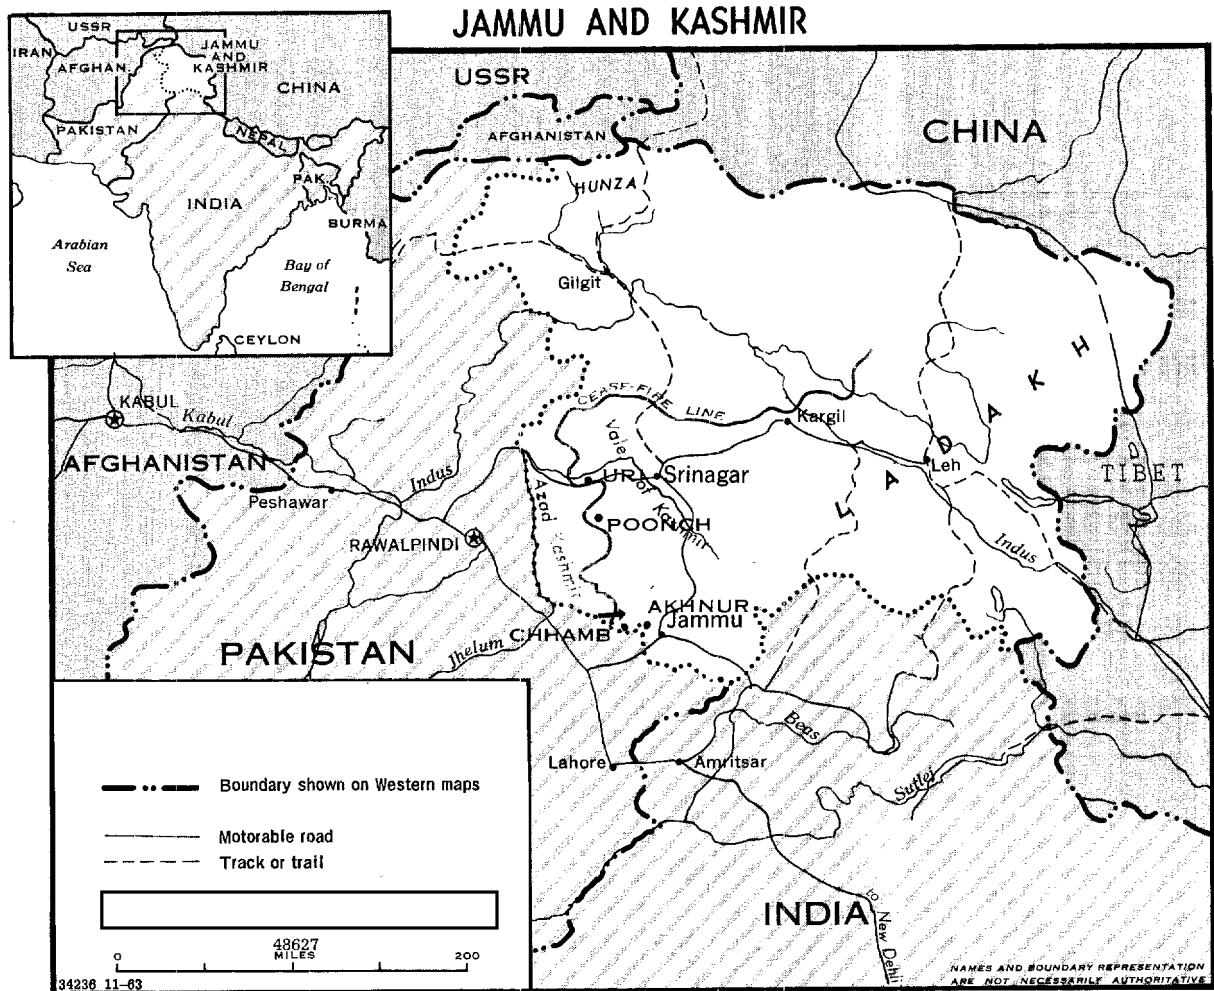 JAMMU AND KASHMIR
USSR
IRAN
AFGHAN
JAMMU
AND
KASHMIR
CHINA
PAKISTAN
NEPAL
PAK.
INDIA
BURMA
Arabian
Sea
Bay of
Bengal
CEYLON
USSR
AFGHANISTAN
CHINA
HUNZA
Gilgit
KABUL
Kabul
AFGHANISTAN
Peshawar
Indus
CEASE-FIRE LINE
Kargil
LADAKH
Leh
TIBET
Vale of Kashmir
URI
Srinagar
Azad Kashmir
POONCH
RAWALPINDI
Indus
AKHNUR
Jammu
CHHAMB
Jhelum
PAKISTAN
Beas
Lahore
Amritsar
Sutlej
INDIA
to New Dehli
Boundary shown on Western maps
Motorable road
Track or trail
48627
MILES
0 200
34236 11-63
NAMES AND BOUNDARY REPRESENTATION
ARE NOT NECESSARILY AUTHORITATIVE